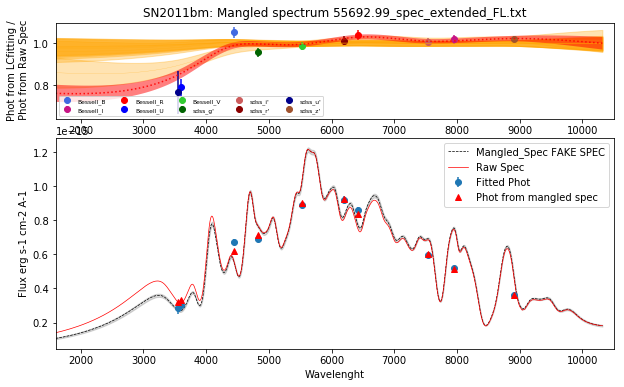 SN2011bm: Mangled spectrum 55692.99_spec_extended_FL.txt
Phot from LCfitting /
Phot from Raw Spec
1.0
0.8
Bessell_B
Bessell_I
Bessell_R
Bessell_U
Bessell_V
sdss_g'
sdss_i'
sdss_r'
sdss_u'
sdss_z'
2000 3000 4000 5000 6000 7000 8000 9000 10000
1e−15
Flux erg s-1 cm-2 A-1
1.2
1.0
0.8
0.6
0.4
0.2
Mangled_Spec FAKE SPEC
Raw Spec
Fitted Phot
Phot from mangled spec
2000 3000 4000 5000 6000 7000 8000 9000 10000
Wavelenght